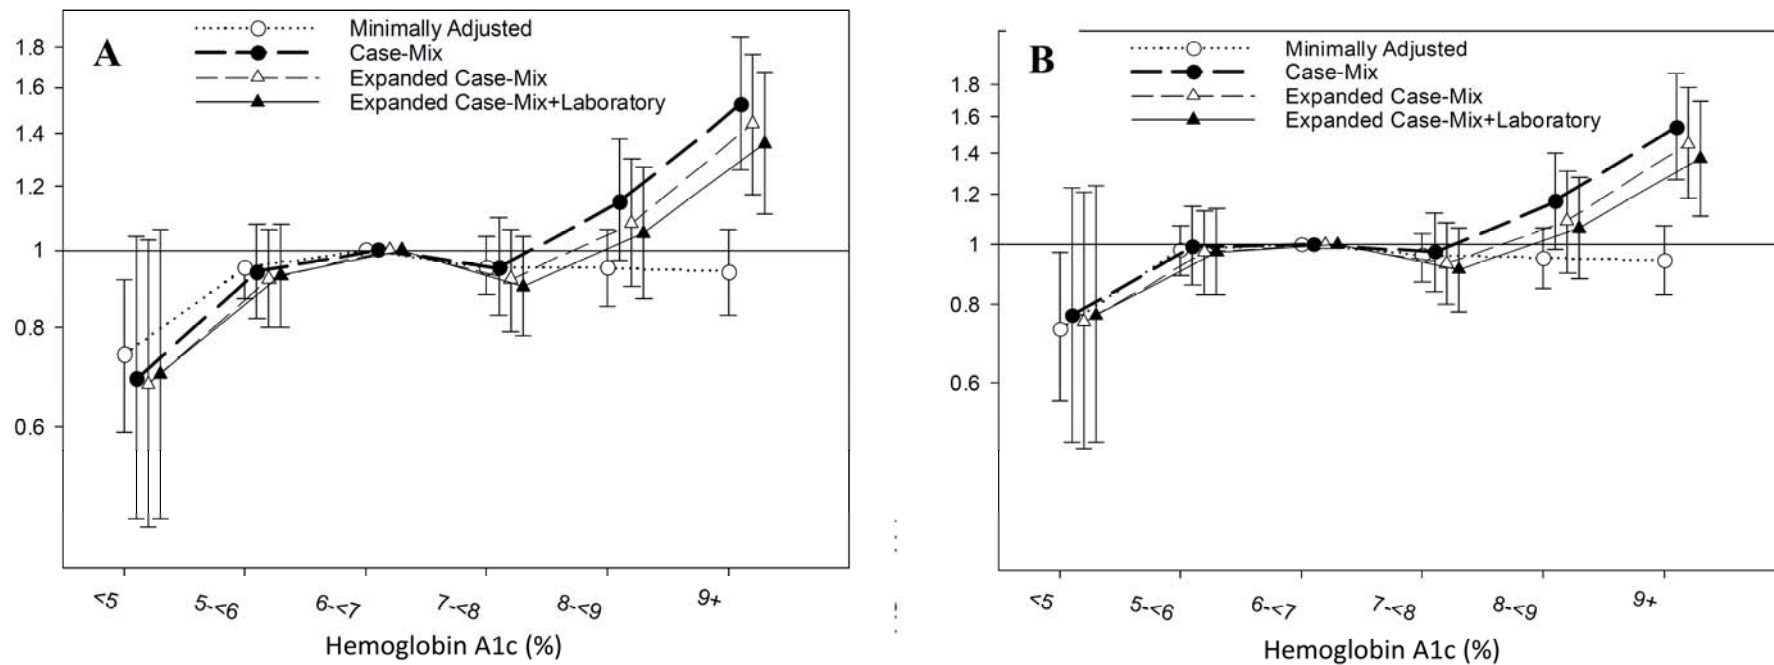 A
Minimally Adjusted
Case-Mix
Expanded Case-Mix
Expanded Case-Mix+Laboratory
1.8
1.6
1.4
1.2
1
0.8
0.6
<5
5-<6
6-<7
7-<8
8-<9
9+
Hemoglobin A1c (%)
B
Minimally Adjusted
Case-Mix
Expanded Case-Mix
Expanded Case-Mix+Laboratory
1.8
1.6
1.4
1.2
1
0.8
0.6
<5
5-<6
6-<7
7-<8
8-<9
9+
Hemoglobin A1c (%)